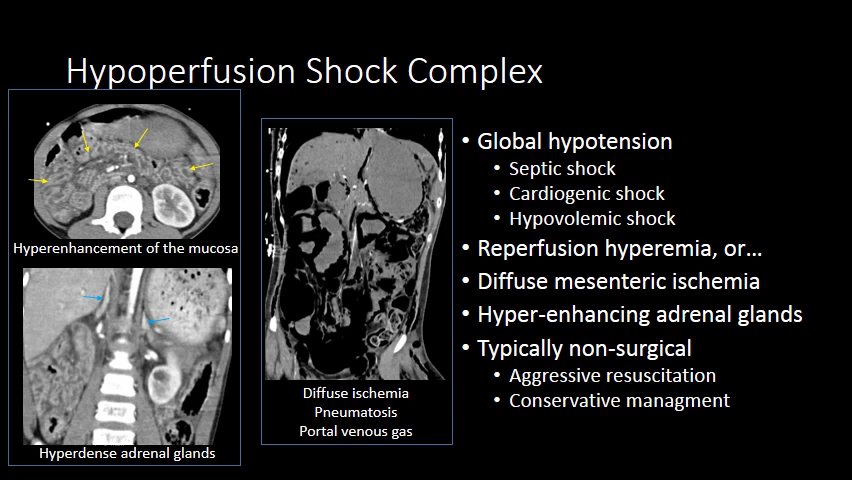 Hypoperfusion Shock Complex
Hyperenhancement of the mucosa
Hyperdense adrenal glands
Diffuse ischemia
Pneumatosis
Portal venous gas
• Global hypotension
• Septic shock
• Cardiogenic shock
• Hypovolemic shock
• Reperfusion hyperemia, or…
• Diffuse mesenteric ischemia
• Hyper-enhancing adrenal glands
• Typically non-surgical
• Aggressive resuscitation
• Conservative managment